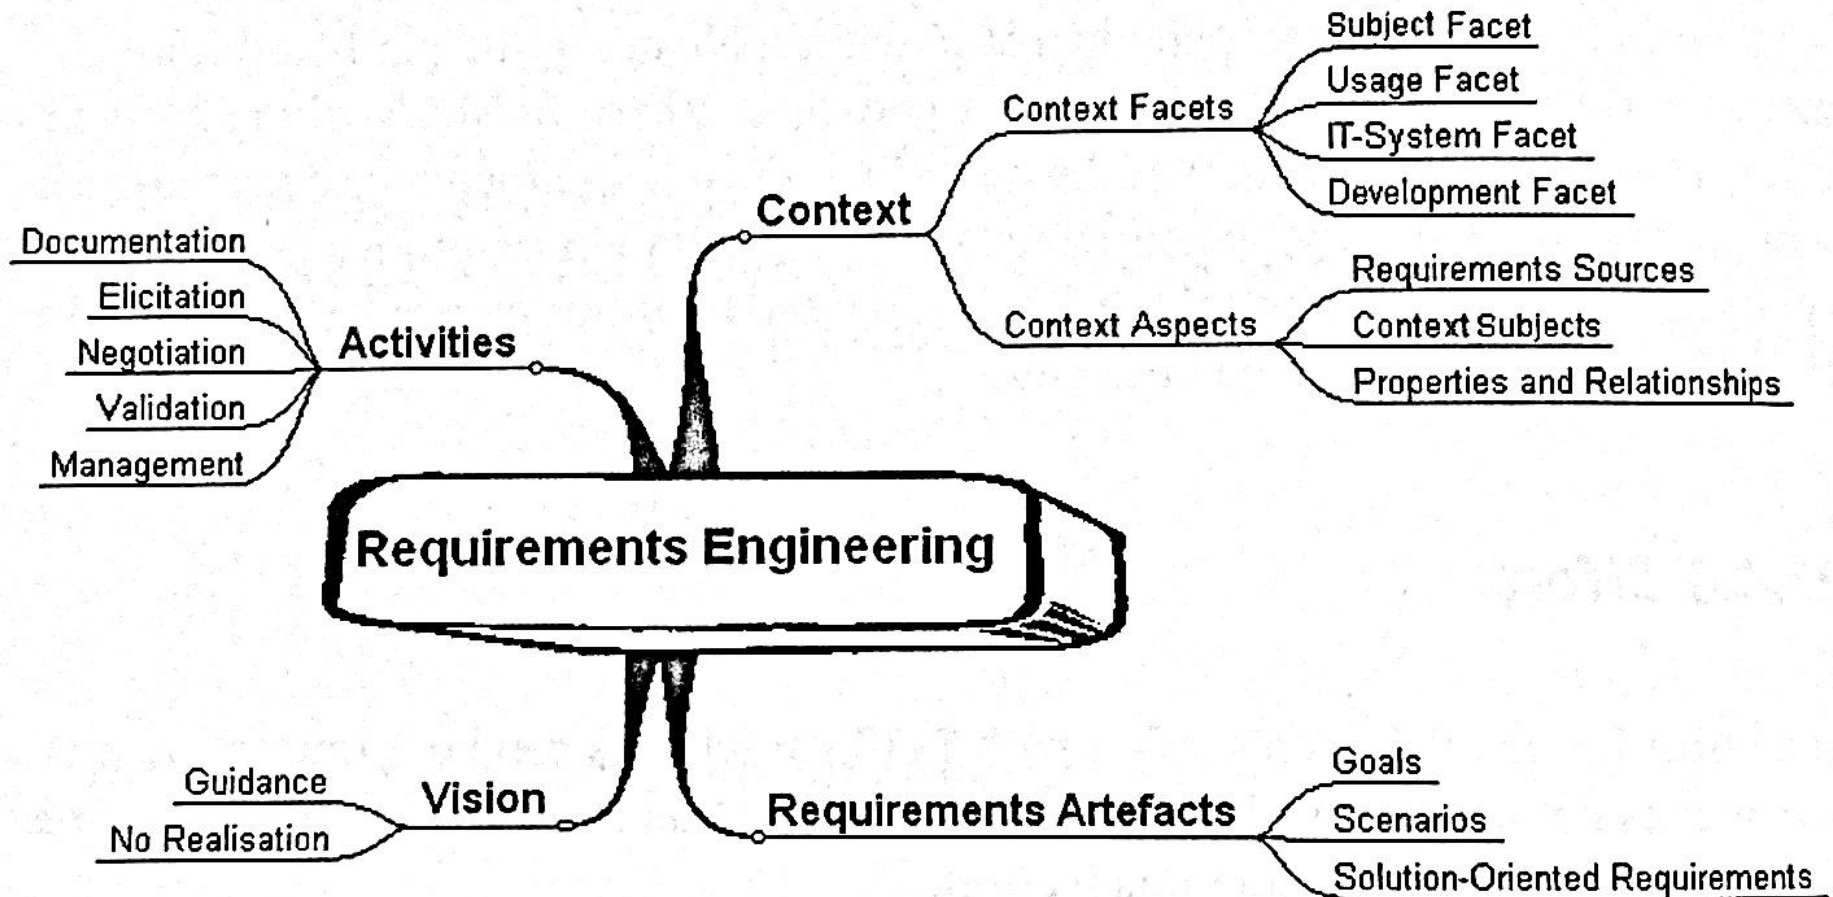 Subject Facet
Usage Facet
Context Facets
IT-System Facet
Development Facet
Context
Documentation
Requirements Sources
Elicitation
Context Aspects
Context Subjects
Activities
Negotiation
Properties and Relationships
Validation
Management
Requirements Engineering
Goals
Guidance
Vision
Requirements Artefacts
Scenarios
No Realisation
Solution-Oriented Requirements